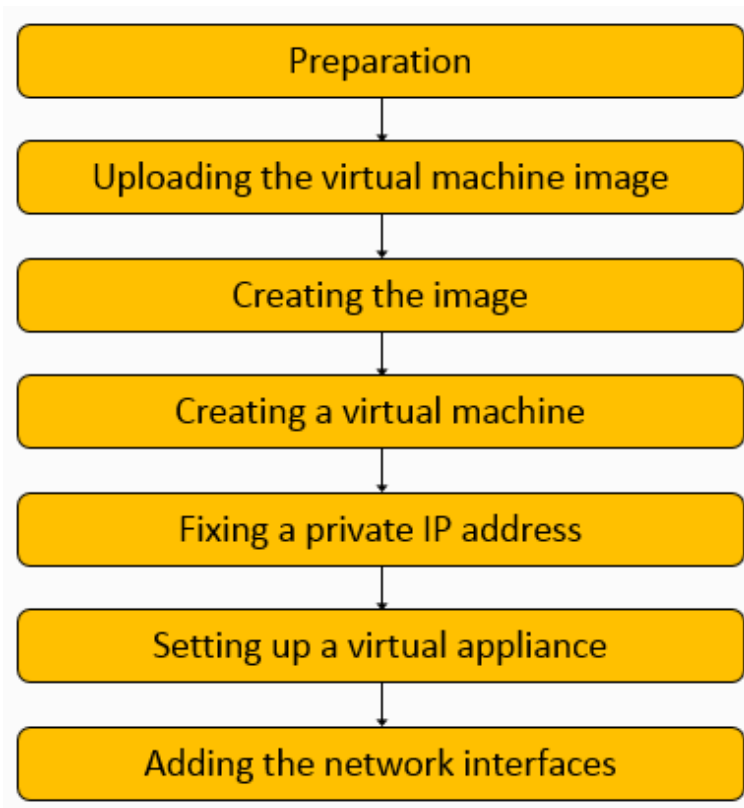 Preparation
Uploading the virtual machine image
Creating the image
Creating a virtual machine
Fixing a private IP address
Setting up a virtual appliance
Adding the network interfaces